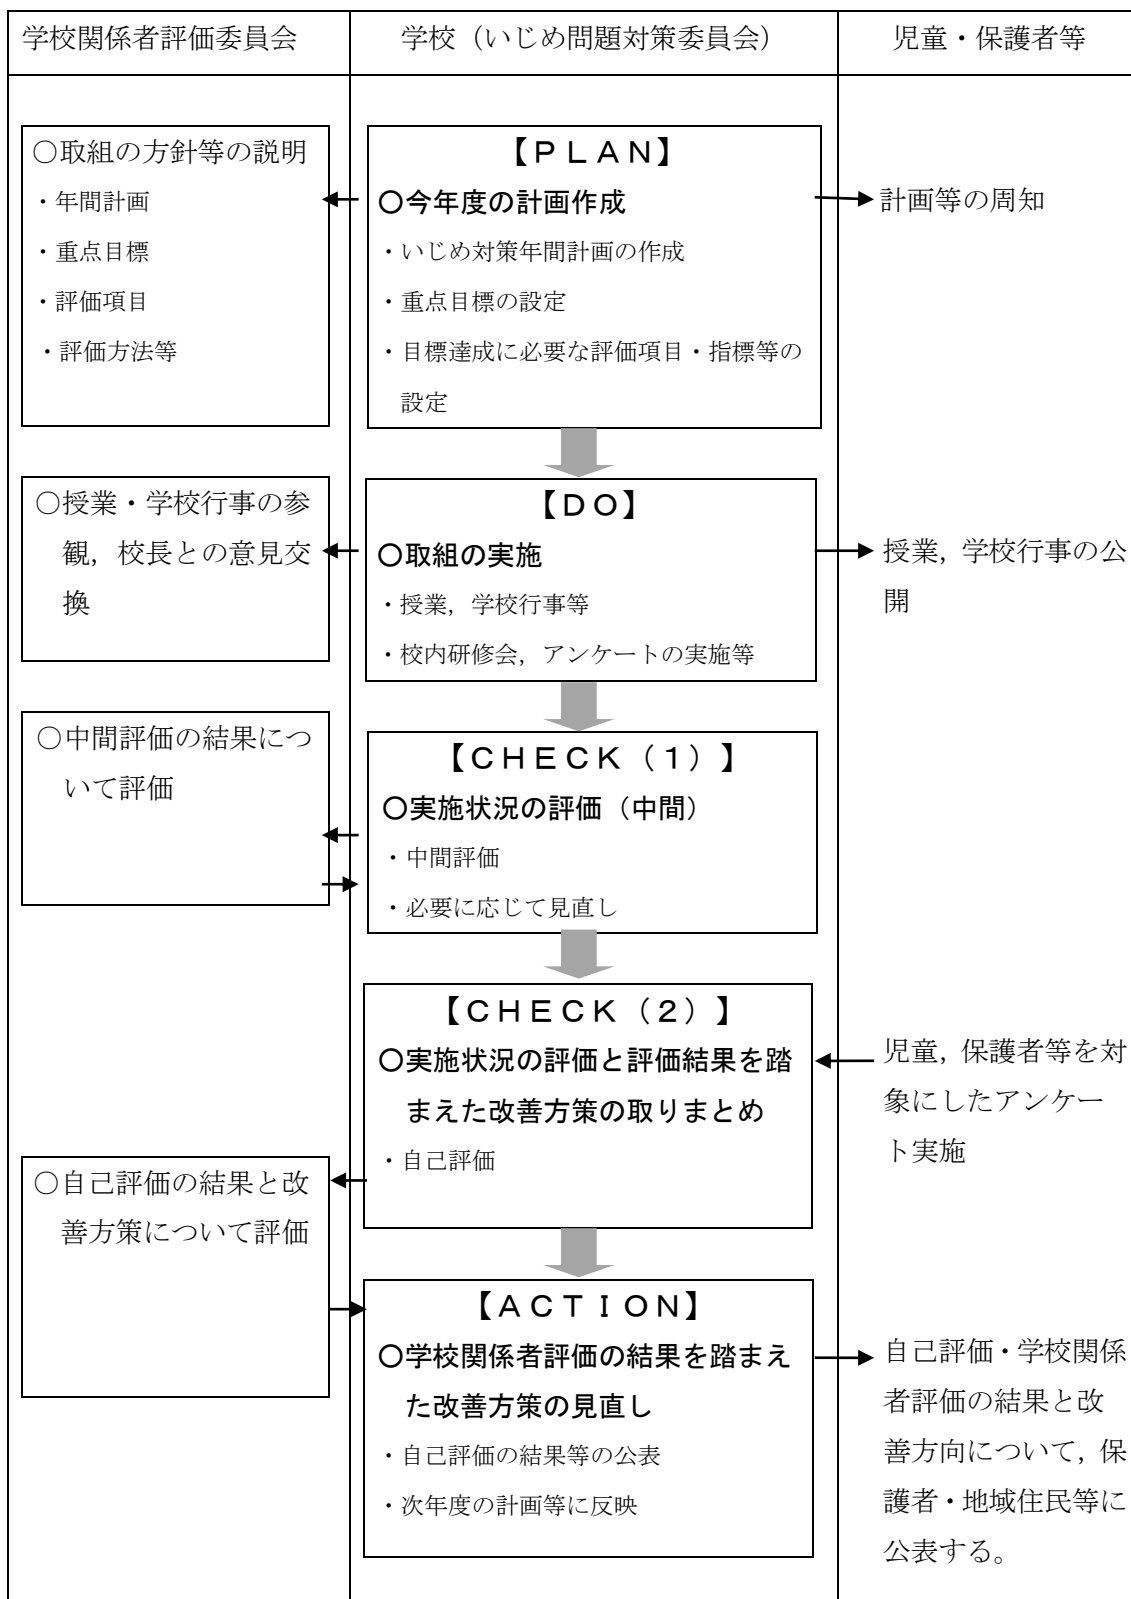 学校関係者評価委員会
学校（いじめ問題対策委員会）
児童・保護者等
○取組の方針等の説明
・年間計画
・重点目標
・評価項目
・評価方法等
【ＰＬＡＮ】
○今年度の計画作成
・いじめ対策年間計画の作成
・重点目標の設定
・目標達成に必要な評価項目・指標等の
設定
計画等の周知
○授業・学校行事の参
観，校長との意見交
換
【ＤＯ】
○取組の実施
・授業，学校行事等
・校内研修会，アンケートの実施等
授業，学校行事の公
開
○中間評価の結果につ
いて評価
【ＣＨＥＣＫ（１）】
○実施状況の評価（中間）
・中間評価
・必要に応じて見直し
【ＣＨＥＣＫ（２）】
○実施状況の評価と評価結果を踏
まえた改善方策の取りまとめ
・自己評価
児童，保護者等を対
象にしたアンケー
ト実施
○自己評価の結果と改
善方策について評価
【ＡＣＴＩＯＮ】
○学校関係者評価の結果を踏まえ
た改善方策の見直し
・自己評価の結果等の公表
・次年度の計画等に反映
自己評価・学校関係
者評価の結果と改
善方向について，保
護者・地域住民等に
公表する。